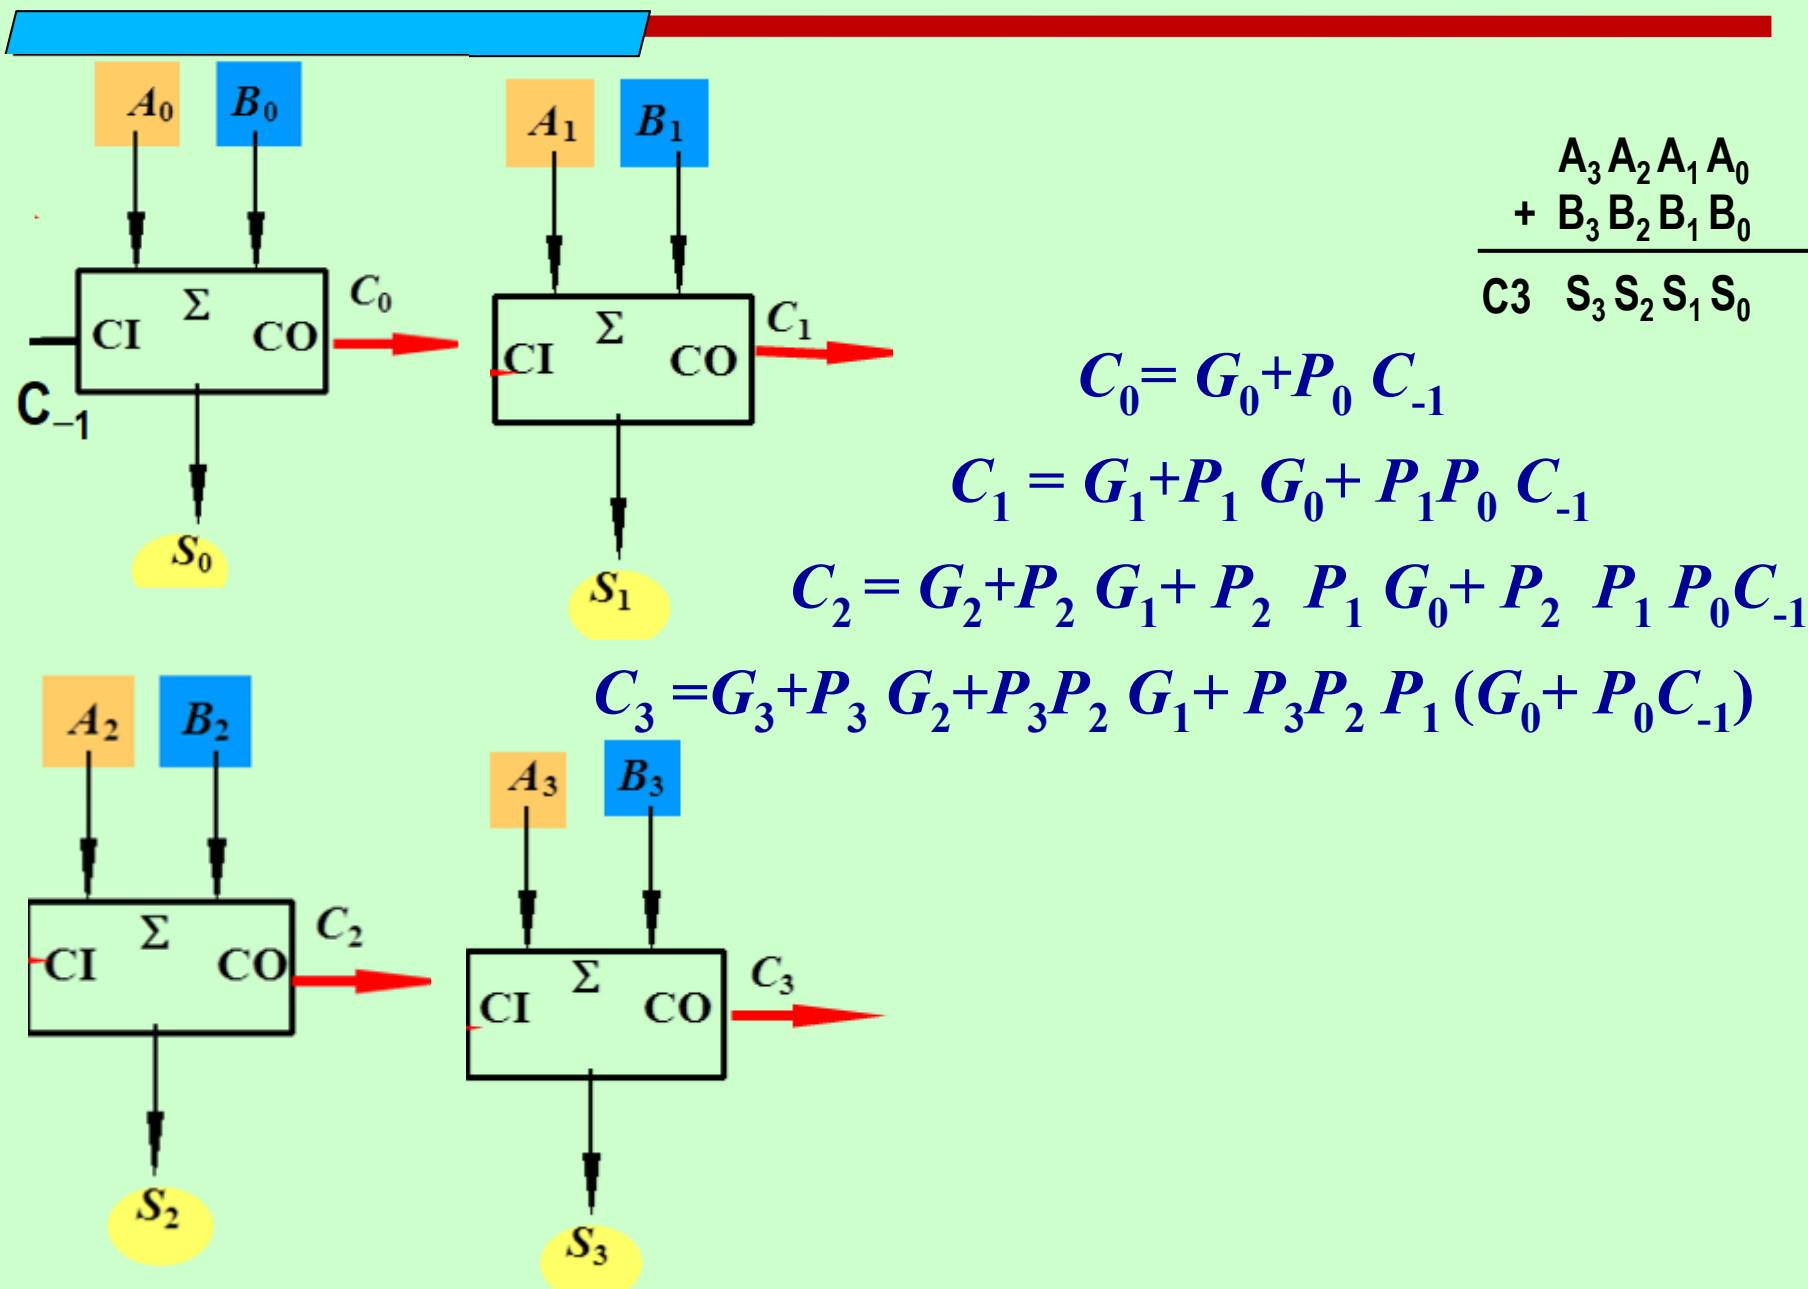 A₀ B₀
Σ
CI CO
C₀
C₋₁
S₀
A₁ B₁
Σ
CI CO
C₁
S₁
A₃ A₂ A₁ A₀
+ B₃ B₂ B₁ B₀
C3 S₃ S₂ S₁ S₀
C₀= G₀+P₀ C₋₁
C₁ = G₁+P₁ G₀+ P₁P₀ C₋₁
C₂ = G₂+P₂ G₁+ P₂ P₁ G₀+ P₂ P₁ P₀C₋₁
C₃ =G₃+P₃ G₂+P₃P₂ G₁+ P₃P₂ P₁ (G₀+ P₀C₋₁)
A₂ B₂
Σ
CI CO
C₂
S₂
A₃ B₃
Σ
CI CO
C₃
S₃